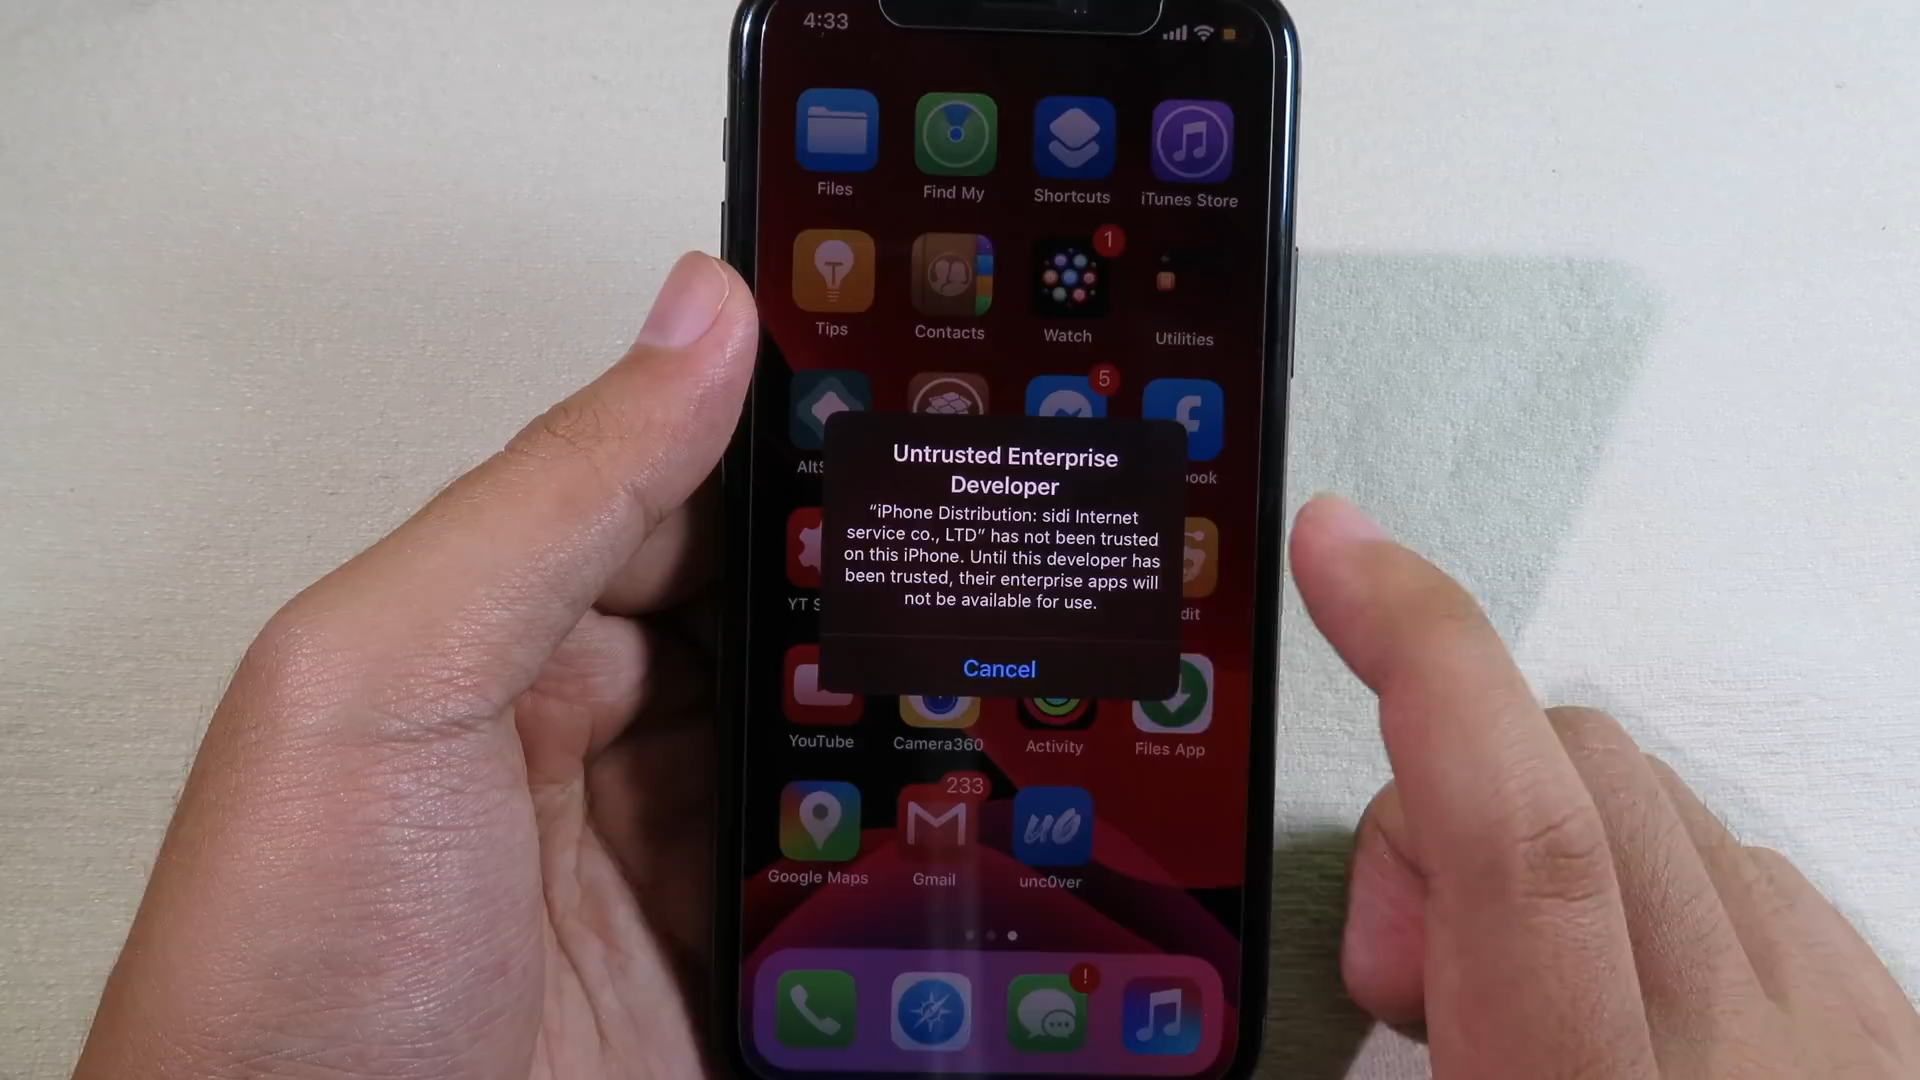 4:33
Files
Find My
Shortcuts
iTunes Store
1
Tips
Contacts
Watch
Utilities
5
Untrusted Enterprise
Developer
“iPhone Distribution: sidi Internet
service co., LTD” has not been trusted
on this iPhone. Until this developer has
been trusted, their enterprise apps will
not be available for use.
Cancel
YouTube
Camera360
Activity
Files App
233
Google Maps
Gmail
unc0ver
!